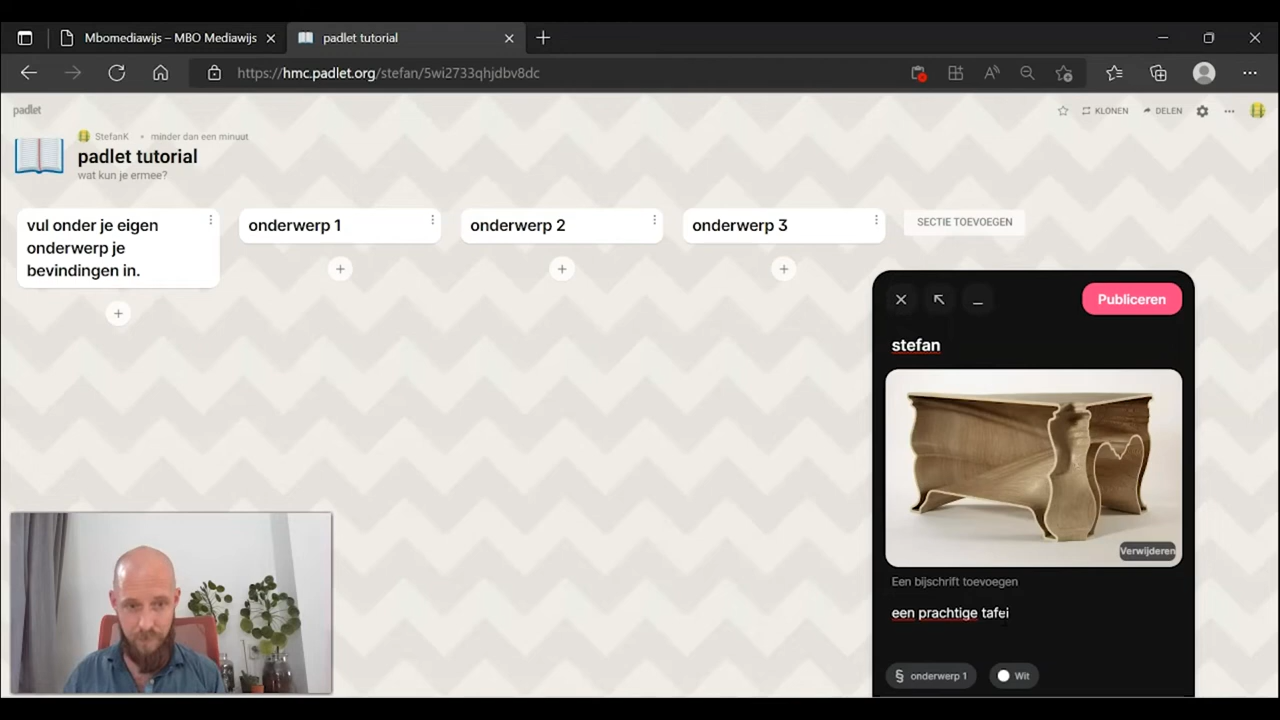 Mbomediawijs – MBO Mediawijs
padlet tutorial
https://hmc.padlet.org/stefan/5wi2733qhjdbv8dc
padlet
KLONEN
DELEN
StefanK • minder dan een minuut
padlet tutorial
wat kun je ermee?
vul onder je eigen
onderwerp je
bevindingen in.
onderwerp 1
onderwerp 2
onderwerp 3
SECTIE TOEVOEGEN
Publiceren
stefan
Verwijderen
Een bijschrift toevoegen
een prachtige tafel
§ onderwerp 1
Wit